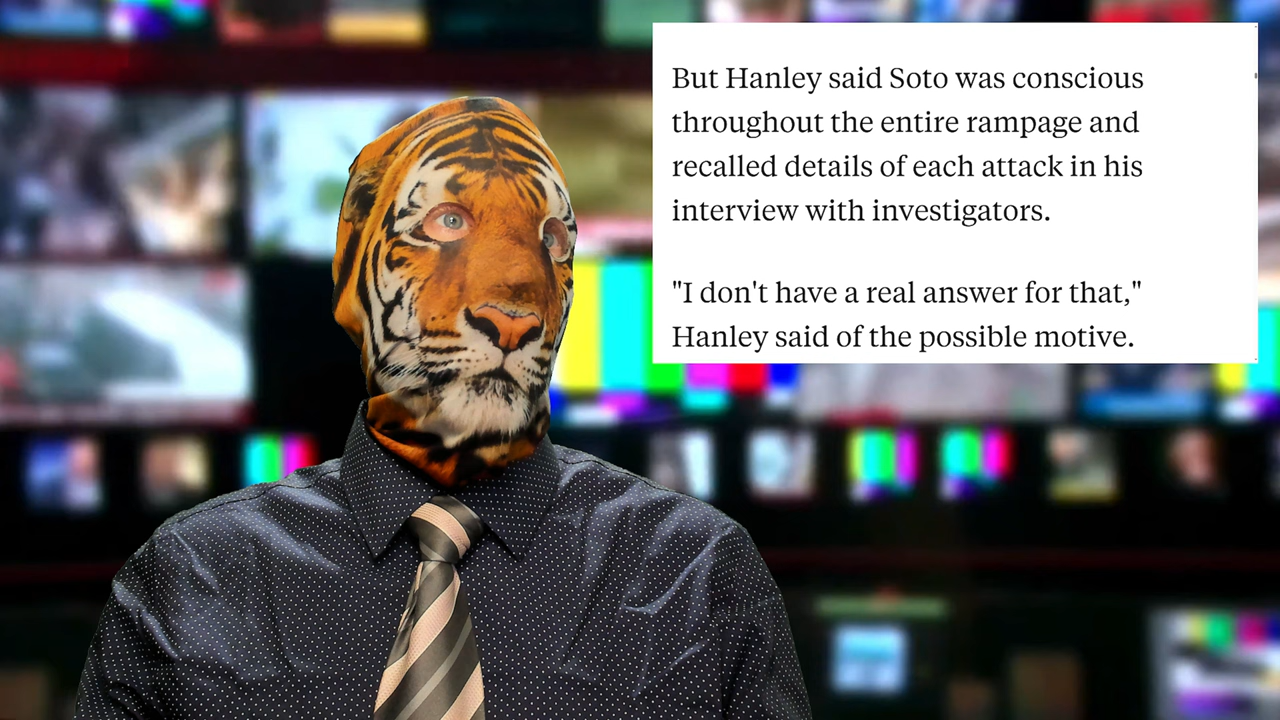 But Hanley said Soto was conscious
throughout the entire rampage and
recalled details of each attack in his
interview with investigators.
"I don't have a real answer for that,"
Hanley said of the possible motive.